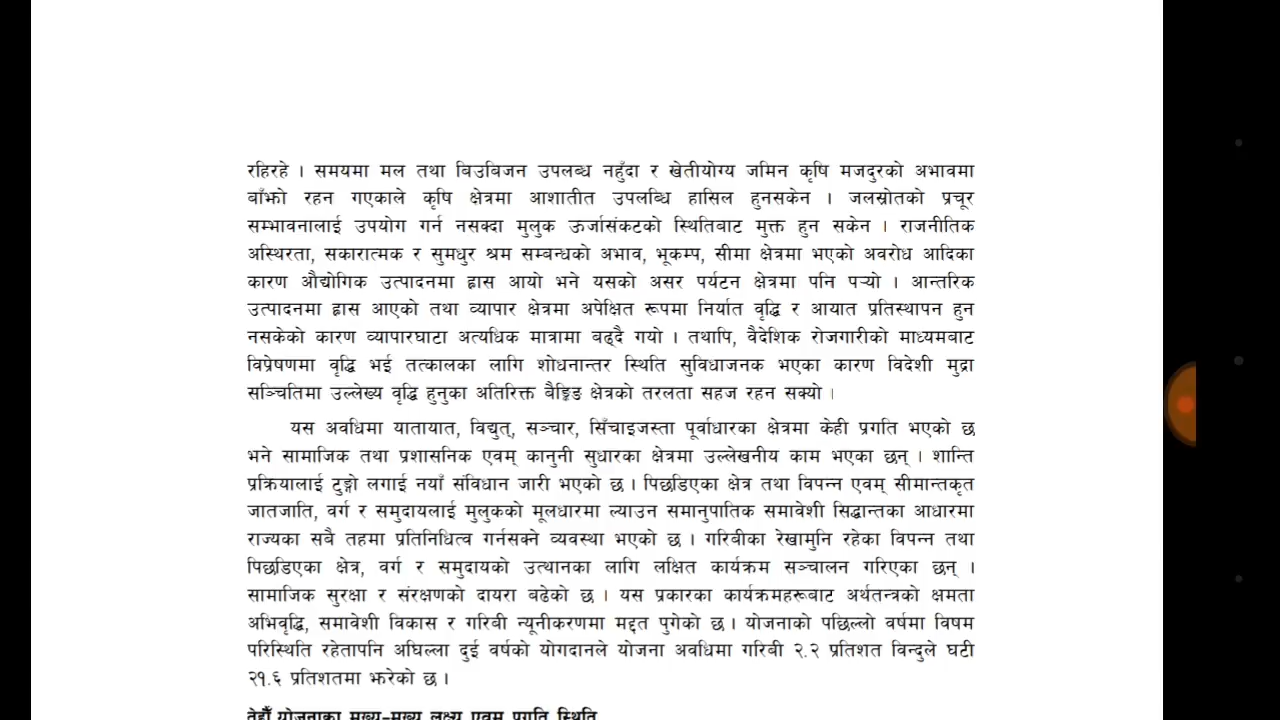 रहिरहे । समयमा मल तथा बिउबिजन उपलब्ध नहुँदा र खेतीयोग्य जमिन कृषि मजदुरको अभावमा
बाँझो रहन गएकाले कृषि क्षेत्रमा आशातीत उपलब्धि हासिल हुनसकेन । जलस्रोतको प्रचूर
सम्भावनालाई उपयोग गर्न नसक्दा मुलुक ऊर्जासंकटको स्थितिबाट मुक्त हुन सकेन । राजनीतिक
अस्थिरता, सकारात्मक र सुमधुर श्रम सम्बन्धको अभाव, भूकम्प, सीमा क्षेत्रमा भएको अवरोध आदिका
कारण औद्योगिक उत्पादनमा ह्रास आयो भने यसको असर पर्यटन क्षेत्रमा पनि पऱ्यो । आन्तरिक
उत्पादनमा ह्रास आएको तथा व्यापार क्षेत्रमा अपेक्षित रूपमा निर्यात वृद्धि र आयात प्रतिस्थापन हुन
नसकेको कारण व्यापारघाटा अत्यधिक मात्रामा बढ्दै गयो । तथापि, वैदेशिक रोजगारीको माध्यमबाट
विप्रेषणमा वृद्धि भई तत्कालका लागि शोधनान्तर स्थिति सुविधाजनक भएका कारण विदेशी मुद्रा
सञ्चितिमा उल्लेख्य वृद्धि हुनुका अतिरिक्त बैङ्किङ क्षेत्रको तरलता सहज रहन सक्यो ।
यस अवधिमा यातायात, विद्युत्, सञ्चार, सिँचाइजस्ता पूर्वाधारका क्षेत्रमा केही प्रगति भएको छ
भने सामाजिक तथा प्रशासनिक एवम् कानुनी सुधारका क्षेत्रमा उल्लेखनीय काम भएका छन् । शान्ति
प्रक्रियालाई टुङ्गो लगाई नयाँ संविधान जारी भएको छ । पिछडिएका क्षेत्र तथा विपन्न एवम् सीमान्तकृत
जातजाति, वर्ग र समुदायलाई मुलुकको मूलधारमा ल्याउन समानुपातिक समावेशी सिद्धान्तका आधारमा
राज्यका सबै तहमा प्रतिनिधित्व गर्नसक्ने व्यवस्था भएको छ । गरिबीका रेखामुनि रहेका विपन्न तथा
पिछडिएका क्षेत्र, वर्ग र समुदायको उत्थानका लागि लक्षित कार्यक्रम सञ्चालन गरिएका छन् ।
सामाजिक सुरक्षा र संरक्षणको दायरा बढेको छ । यस प्रकारका कार्यक्रमहरूबाट अर्थतन्त्रको क्षमता
अभिवृद्धि, समावेशी विकास र गरिबी न्यूनीकरणमा मद्दत पुगेको छ । योजनाको पछिल्लो वर्षमा विषम
परिस्थिति रहेतापनि अघिल्ला दुई वर्षको योगदानले योजना अवधिमा गरिबी २.२ प्रतिशत विन्दुले घटी
२१.६ प्रतिशतमा झरेको छ ।
तेह्रौँ योजनाका मुख्य-मुख्य लक्ष्य एवम् प्रगति स्थिति